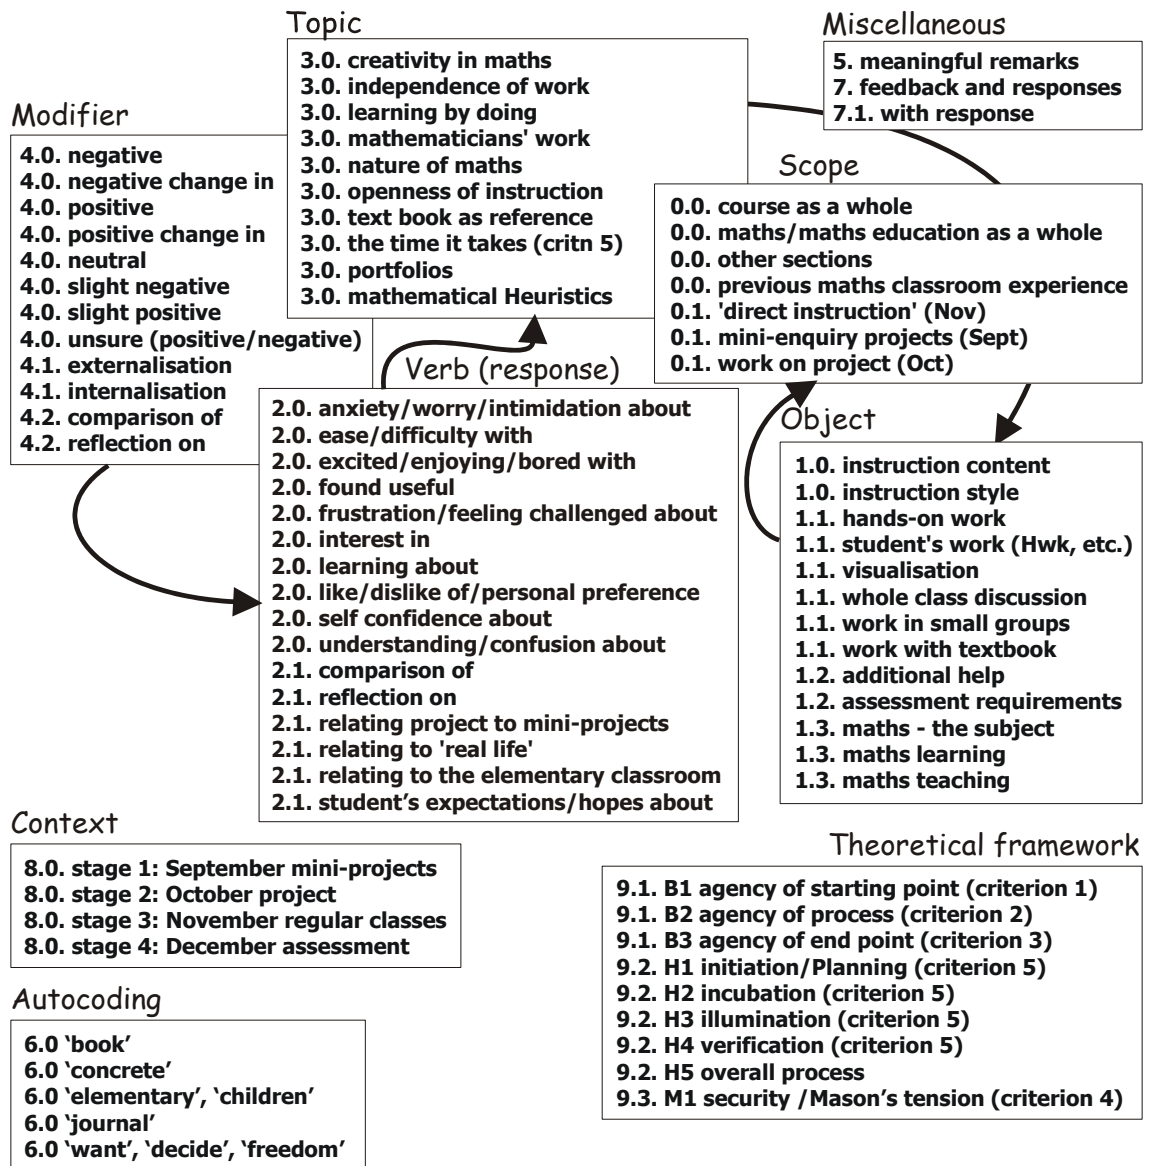 Topic
3.0. creativity in maths
3.0. independence of work
3.0. learning by doing
3.0. mathematicians' work
3.0. nature of maths
3.0. openness of instruction
3.0. text book as reference
3.0. the time it takes (critn 5)
3.0. portfolios
3.0. mathematical Heuristics
Miscellaneous
5. meaningful remarks
7. feedback and responses
7.1. with response
Modifier
4.0. negative
4.0. negative change in
4.0. positive
4.0. positive change in
4.0. neutral
4.0. slight negative
4.0. slight positive
4.0. unsure (positive/negative)
4.1. externalisation
4.1. internalisation
4.2. comparison of
4.2. reflection on
Scope
0.0. course as a whole
0.0. maths/maths education as a whole
0.0. other sections
0.0. previous maths classroom experience
0.1. 'direct instruction' (Nov)
0.1. mini-enquiry projects (Sept)
0.1. work on project (Oct)
Verb (response)
2.0. anxiety/worry/intimidation about
2.0. ease/difficulty with
2.0. excited/enjoying/bored with
2.0. found useful
2.0. frustration/feeling challenged about
2.0. interest in
2.0. learning about
2.0. like/dislike of/personal preference
2.0. self confidence about
2.0. understanding/confusion about
2.1. comparison of
2.1. reflection on
2.1. relating project to mini-projects
2.1. relating to 'real life'
2.1. relating to the elementary classroom
2.1. student’s expectations/hopes about
Object
1.0. instruction content
1.0. instruction style
1.1. hands-on work
1.1. student's work (Hwk, etc.)
1.1. visualisation
1.1. whole class discussion
1.1. work in small groups
1.1. work with textbook
1.2. additional help
1.2. assessment requirements
1.3. maths - the subject
1.3. maths learning
1.3. maths teaching
Context
8.0. stage 1: September mini-projects
8.0. stage 2: October project
8.0. stage 3: November regular classes
8.0. stage 4: December assessment
Theoretical framework
9.1. B1 agency of starting point (criterion 1)
9.1. B2 agency of process (criterion 2)
9.1. B3 agency of end point (criterion 3)
9.2. H1 initiation/Planning (criterion 5)
9.2. H2 incubation (criterion 5)
9.2. H3 illumination (criterion 5)
9.2. H4 verification (criterion 5)
9.2. H5 overall process
9.3. M1 security /Mason’s tension (criterion 4)
Autocoding
6.0 ‘book’
6.0 ‘concrete’
6.0 ‘elementary’, ‘children’
6.0 ‘journal’
6.0 ‘want’, ‘decide’, ‘freedom’